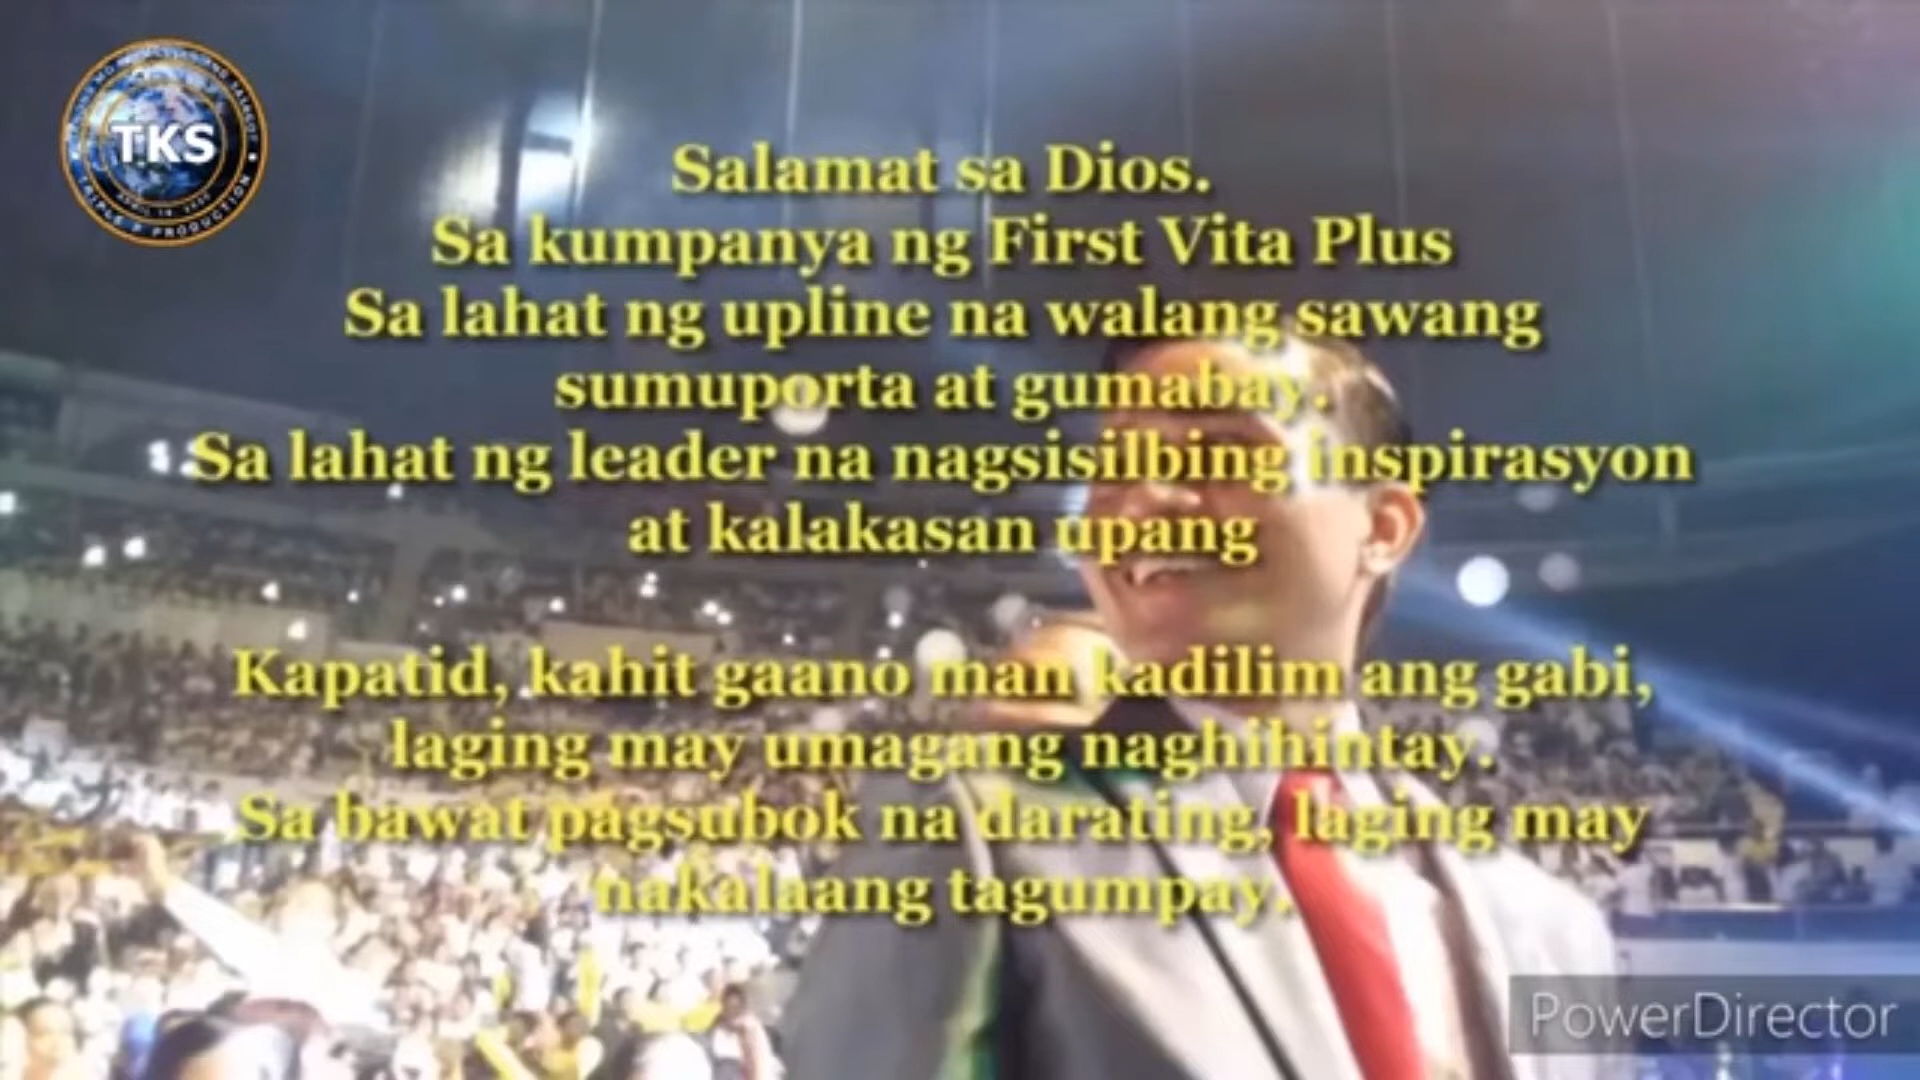 TKS
PRODUCTION
Salamat sa Dios.
Sa kumpanya ng First Vita Plus
Sa lahat ng upline na walang sawang
sumuporta at gumabay.
Sa lahat ng leader na nagsisilbing inspirasyon
at kalakasan upang
Kapatid, kahit gaano man kadilim ang gabi,
laging may umagang naghihintay.
Sa bawat pagsubok na darating, laging may
nakalaang tagumpay.
PowerDirector